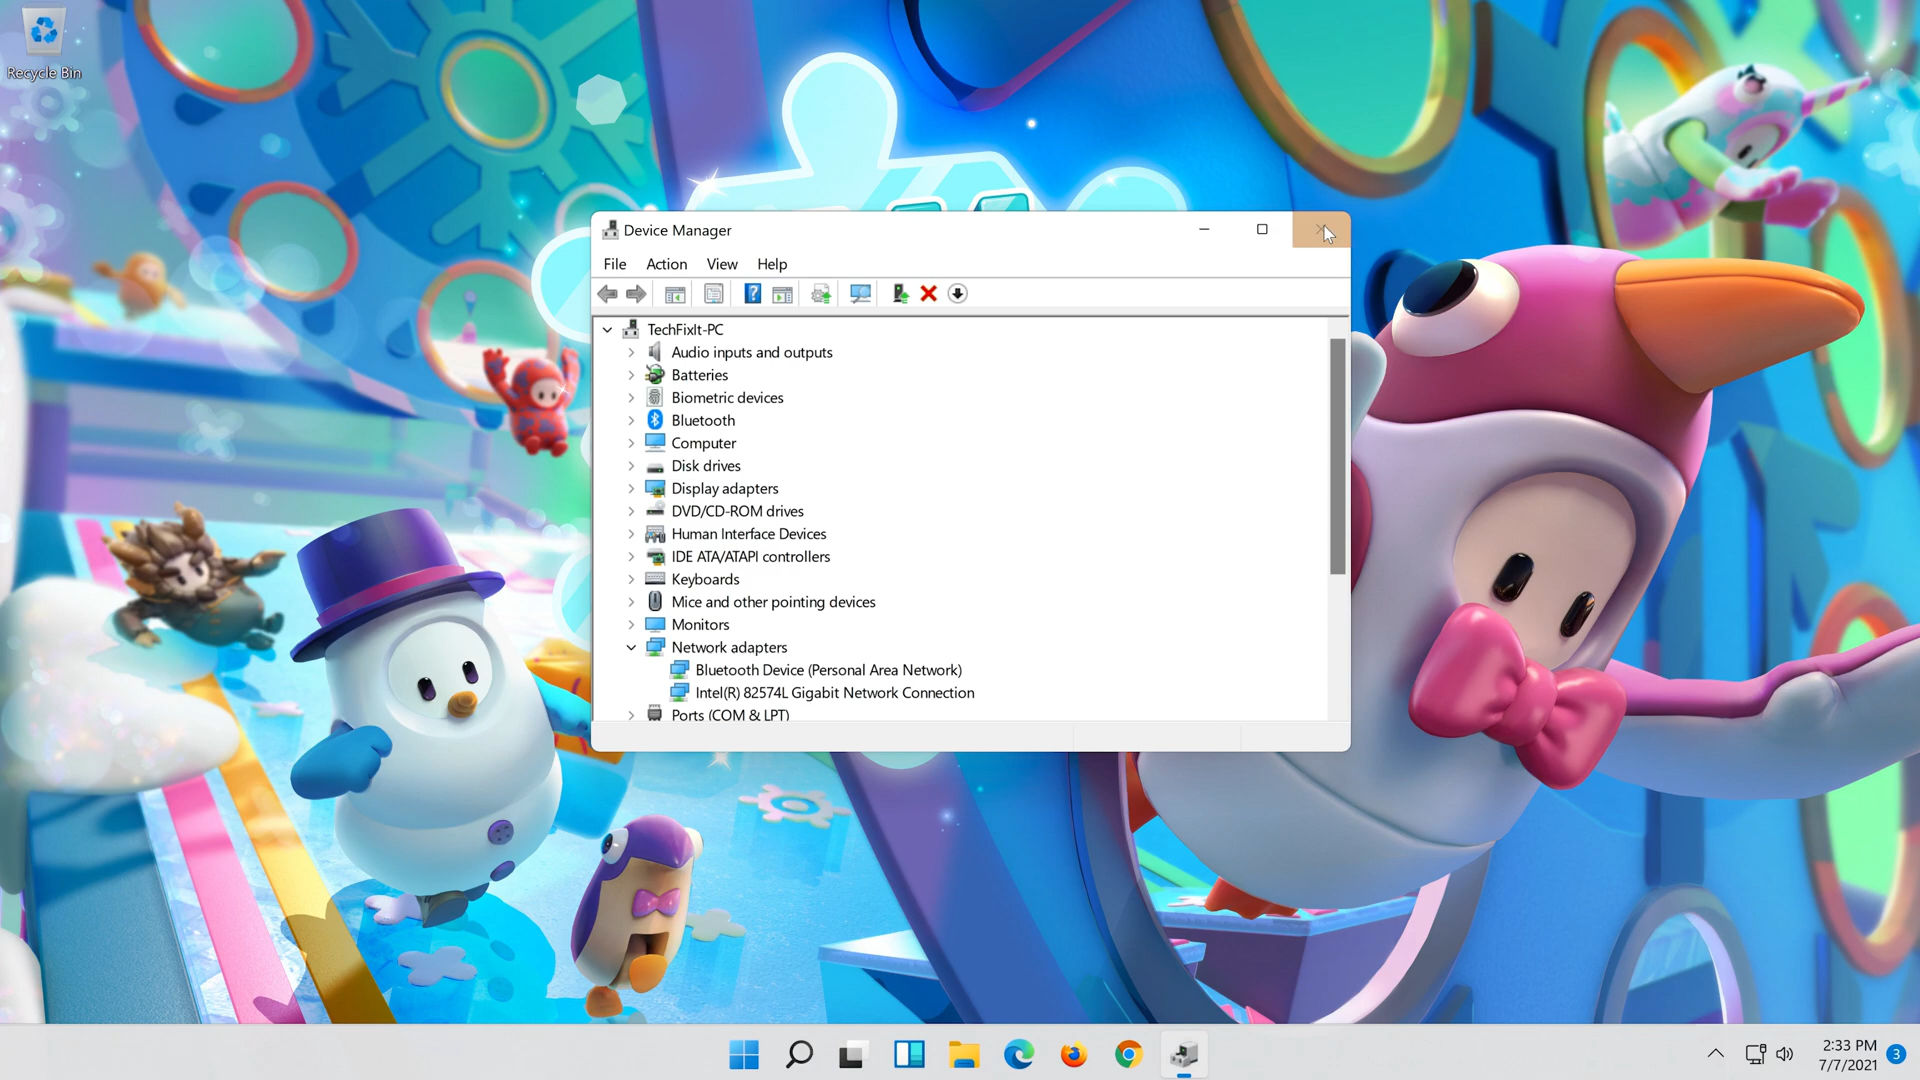 Recycle Bin
Device Manager
File Action View Help
TechFixIt-PC
Audio inputs and outputs
Batteries
Biometric devices
Bluetooth
Computer
Disk drives
Display adapters
DVD/CD-ROM drives
Human Interface Devices
IDE ATA/ATAPI controllers
Keyboards
Mice and other pointing devices
Monitors
Network adapters
Bluetooth Device (Personal Area Network)
Intel(R) 82574L Gigabit Network Connection
Ports (COM & LPT)
2:33 PM
7/7/2021
3